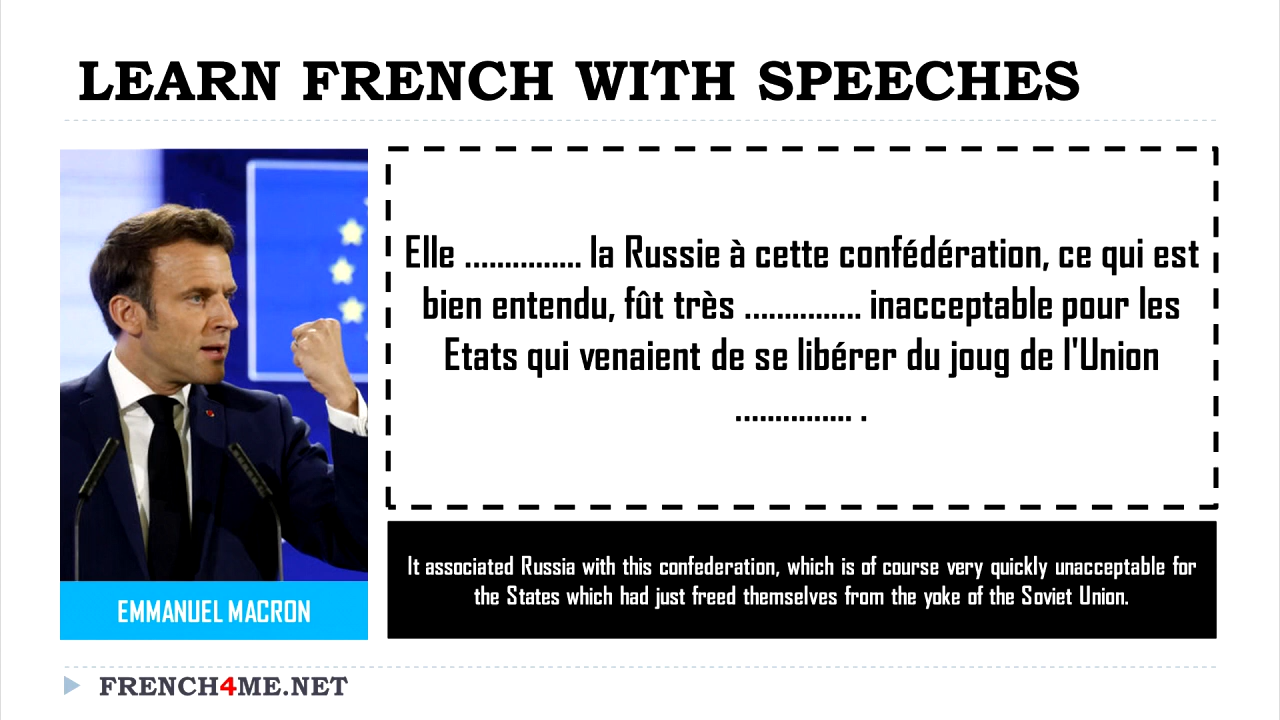 LEARN FRENCH WITH SPEECHES
Elle ............... la Russie à cette confédération, ce qui est
bien entendu, fût très ............... inacceptable pour les
Etats qui venaient de se libérer du joug de l'Union
............... .
It associated Russia with this confederation, which is of course very quickly unacceptable for
the States which had just freed themselves from the yoke of the Soviet Union.
EMMANUEL MACRON
FRENCH4ME.NET